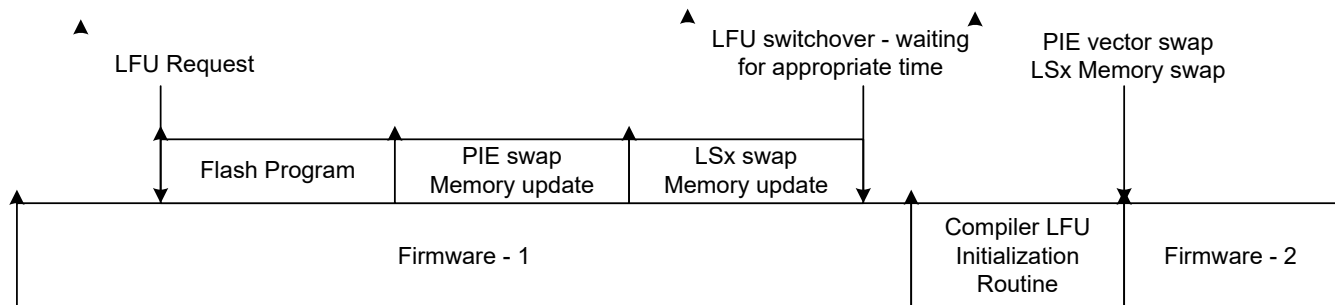 LFU Request
LFU switchover - waiting
for appropriate time
PIE vector swap
LSx Memory swap
Flash Program
PIE swap
Memory update
LSx swap
Memory update
Firmware - 1
Compiler LFU
Initialization
Routine
Firmware - 2